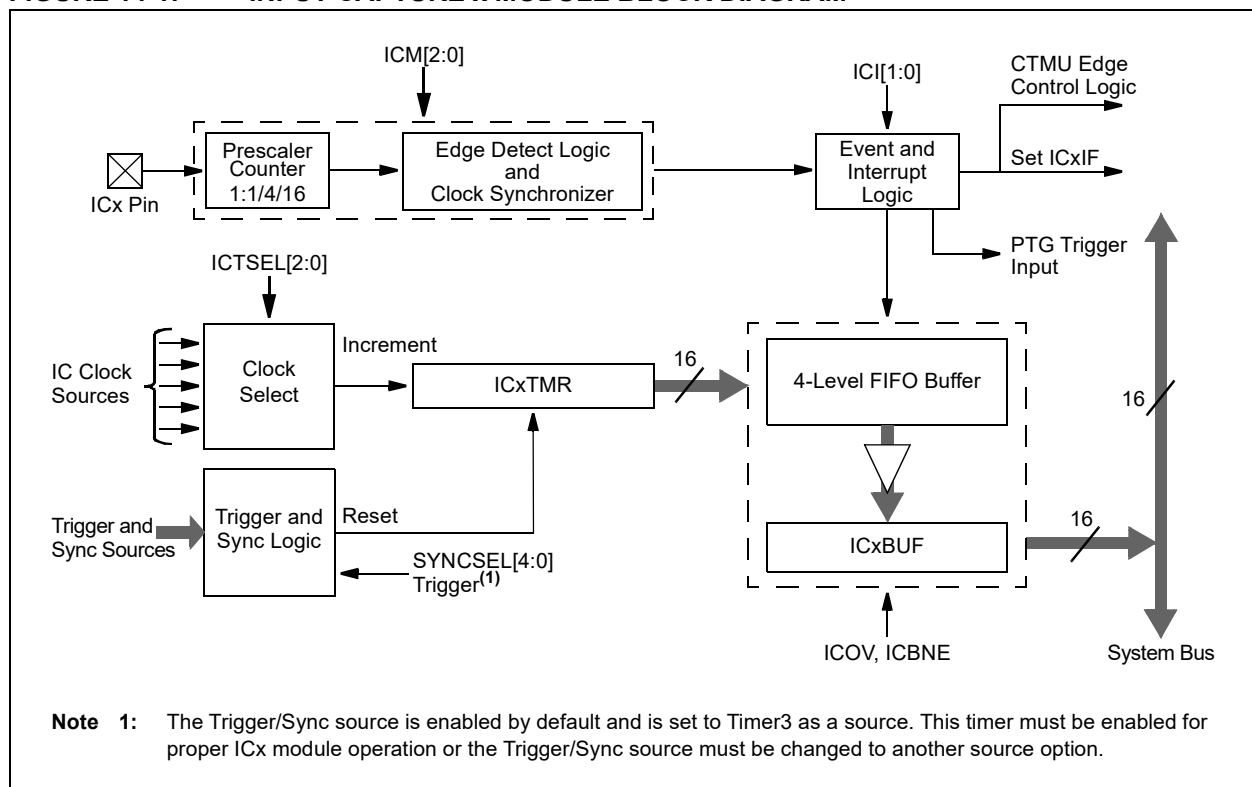 ICM[2:0]
ICI[1:0]
CTMU Edge
Control Logic
Prescaler
Counter
1:1/4/16
Edge Detect Logic
and
Clock Synchronizer
Event and
Interrupt
Logic
Set ICxIF
ICx Pin
PTG Trigger
Input
ICTSEL[2:0]
IC Clock
Sources
Clock
Select
Increment
ICxTMR
16
4-Level FIFO Buffer
16
Trigger and
Sync Sources
Trigger and
Sync Logic
Reset
SYNCSEL[4:0]
Trigger(1)
ICxBUF
16
ICOV, ICBNE
System Bus
Note 1: The Trigger/Sync source is enabled by default and is set to Timer3 as a source. This timer must be enabled for
proper ICx module operation or the Trigger/Sync source must be changed to another source option.